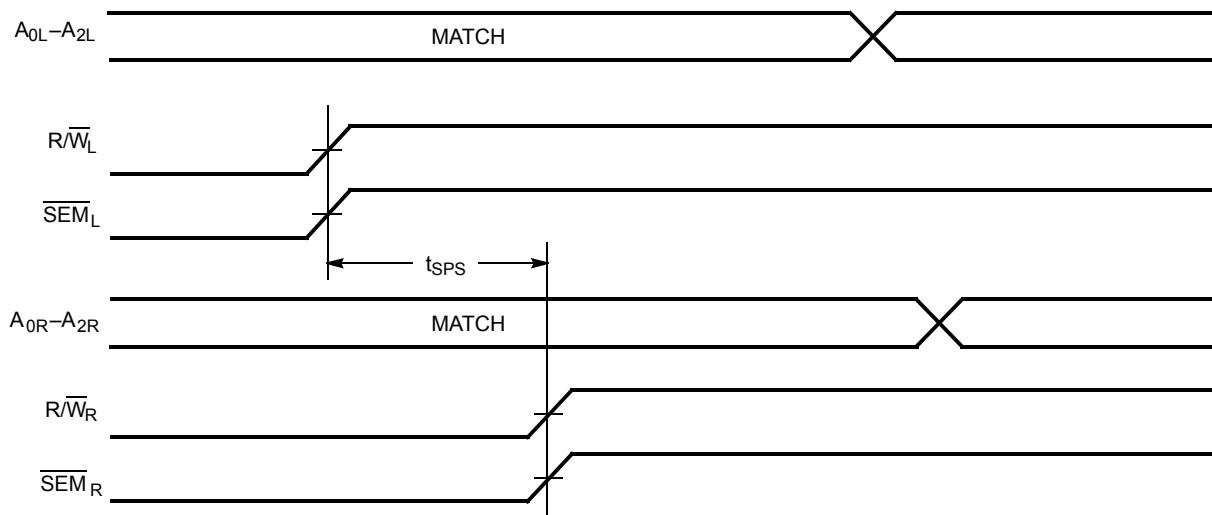 A0L–A2L
MATCH
R/W̅L
S̅E̅M̅L
tSPS
A0R–A2R
MATCH
R/W̅R
S̅E̅M̅R